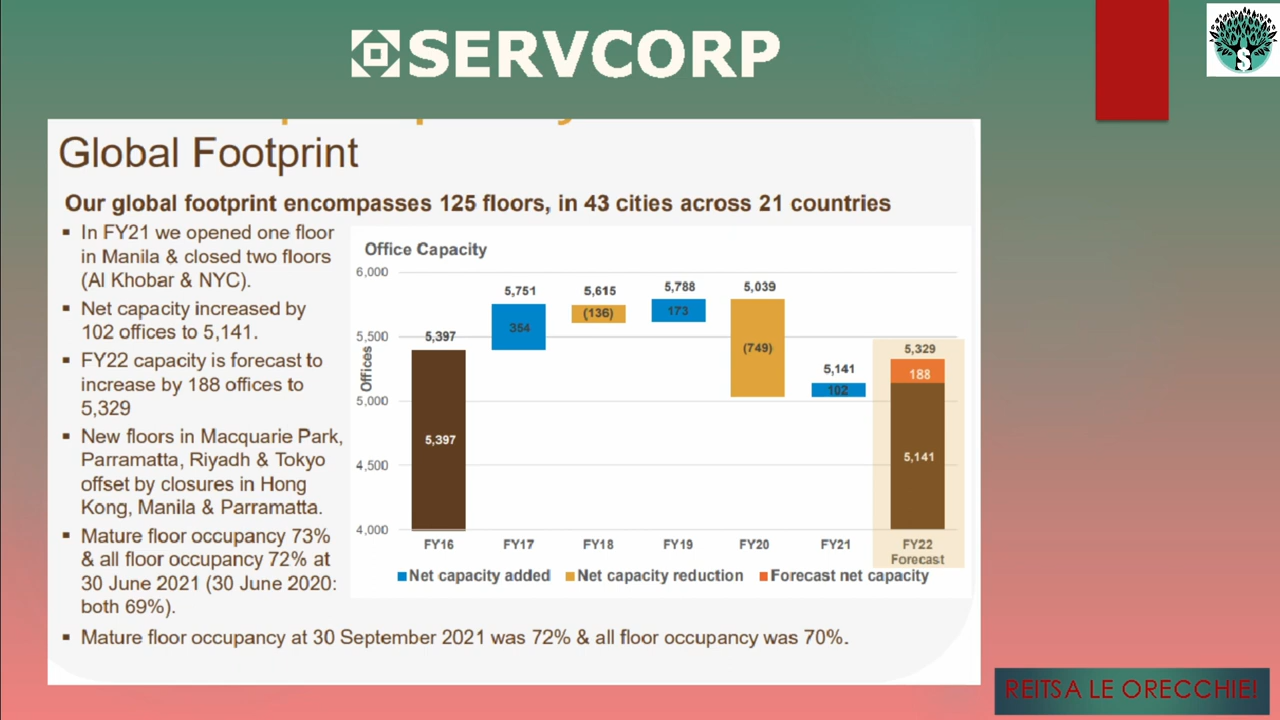 SERVCORP
Global Footprint
Our global footprint encompasses 125 floors, in 43 cities across 21 countries
▪ In FY21 we opened one floor
in Manila & closed two floors
(Al Khobar & NYC).
▪ Net capacity increased by
102 offices to 5,141.
▪ FY22 capacity is forecast to
increase by 188 offices to
5,329
▪ New floors in Macquarie Park,
Parramatta, Riyadh & Tokyo
offset by closures in Hong
Kong, Manila & Parramatta.
▪ Mature floor occupancy 73%
& all floor occupancy 72% at
30 June 2021 (30 June 2020:
both 69%).
▪ Mature floor occupancy at 30 September 2021 was 72% & all floor occupancy was 70%.
Office Capacity
Offices
6,000
5,500
5,000
4,500
4,000
5,397
5,751
5,615
5,788
5,039
5,141
5,329
5,397
354
(136)
173
(749)
102
188
5,141
FY16
FY17
FY18
FY19
FY20
FY21
FY22
Forecast
Net capacity added
Net capacity reduction
Forecast net capacity
S
REITSA LE ORECCHIE!